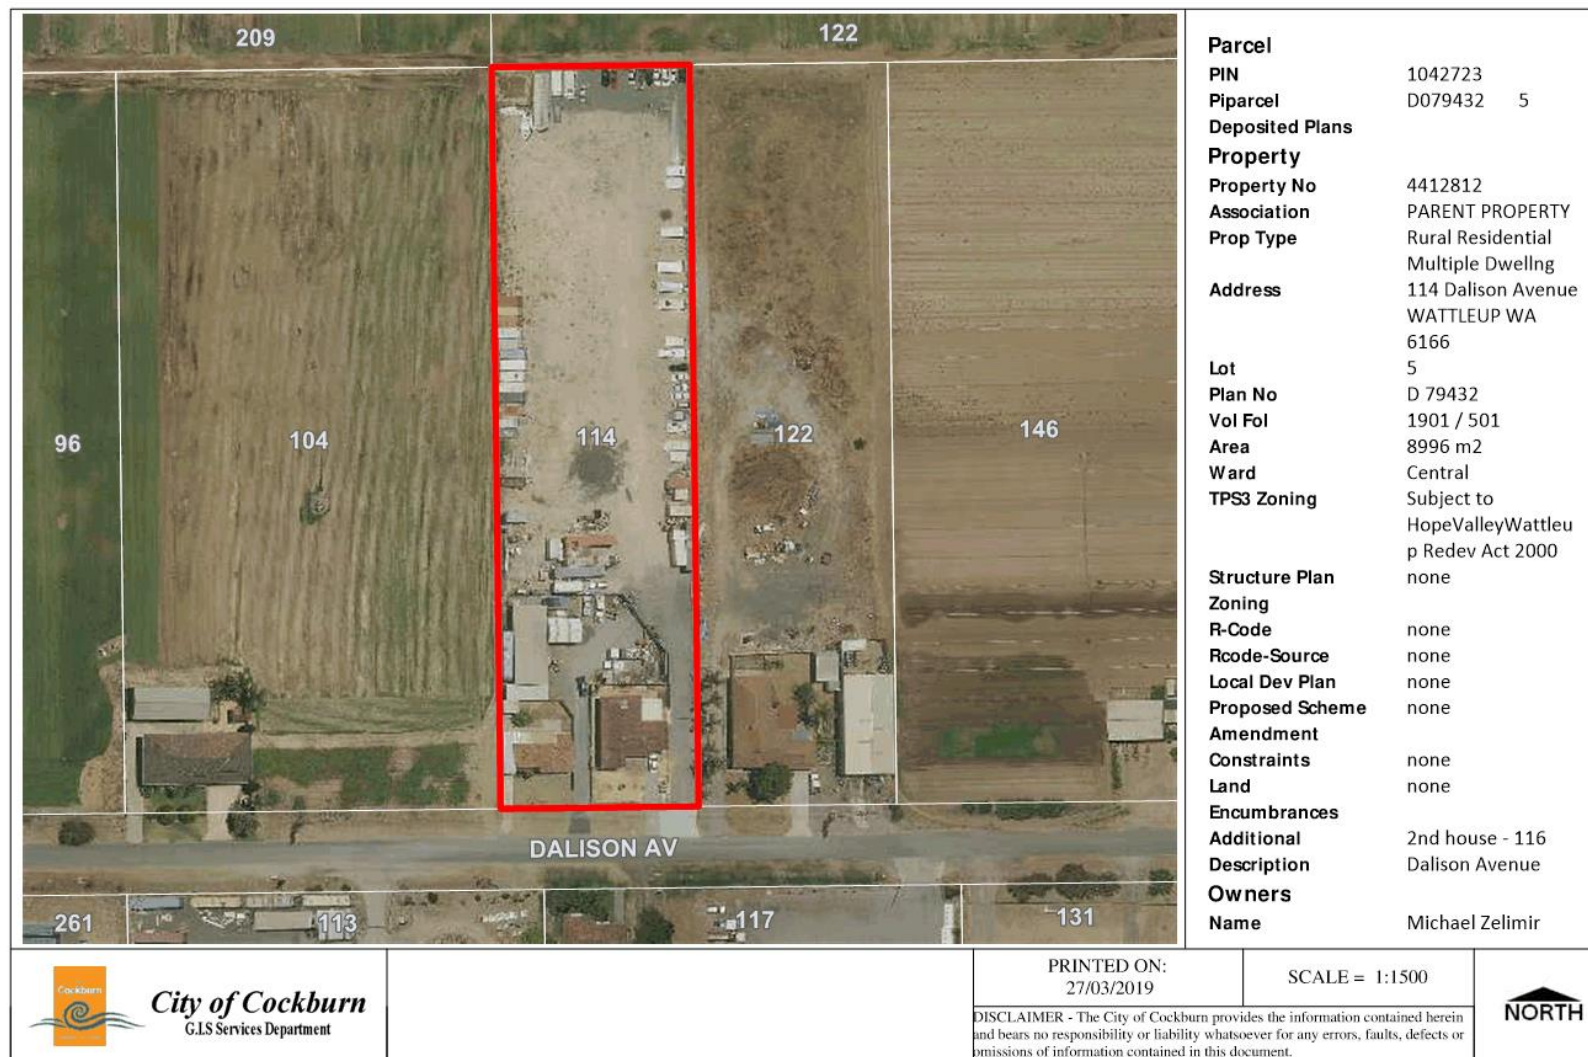 209
122
96
104
114
122
146
DALISON AV
261
113
117
131
Parcel
PIN 1042723
Piparcel D079432 5
Deposited Plans
Property
Property No 4412812
Association PARENT PROPERTY
Prop Type Rural Residential
Multiple Dwellng
Address 114 Dalison Avenue
WATTLEUP WA
6166
Lot 5
Plan No D 79432
Vol Fol 1901 / 501
Area 8996 m2
Ward Central
TPS3 Zoning Subject to
HopeValleyWattleu
p Redev Act 2000
Structure Plan none
Zoning
R-Code none
Rcode-Source none
Local Dev Plan none
Proposed Scheme none
Amendment
Constraints none
Land none
Encumbrances
Additional 2nd house - 116
Description Dalison Avenue
Owners
Name Michael Zelimir
Cockburn
City of Cockburn
G.I.S Services Department
PRINTED ON:
27/03/2019
SCALE = 1:1500
DISCLAIMER - The City of Cockburn provides the information contained herein
and bears no responsibility or liability whatsoever for any errors, faults, defects or
omissions of information contained in this document.
NORTH